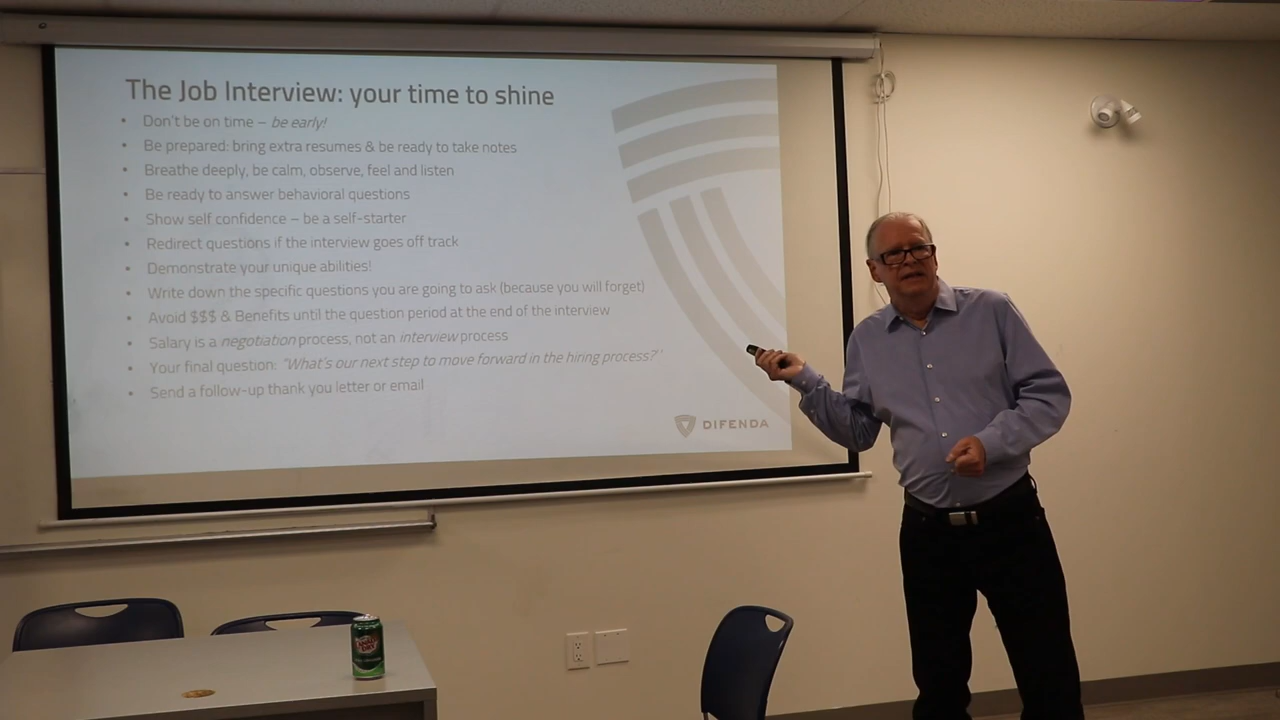 The Job Interview: your time to shine
• Don't be on time – be early!
• Be prepared: bring extra resumes & be ready to take notes
• Breathe deeply, be calm, observe, feel and listen
• Be ready to answer behavioral questions
• Show self confidence – be a self-starter
• Redirect questions if the interview goes off track
• Demonstrate your unique abilities!
• Write down the specific questions you are going to ask (because you will forget)
• Avoid $$$ & Benefits until the question period at the end of the interview
• Salary is a negotiation process, not an interview process
• Your final question: "What's our next step to move forward in the hiring process?"
• Send a follow-up thank you letter or email
DIFENDA
DRY